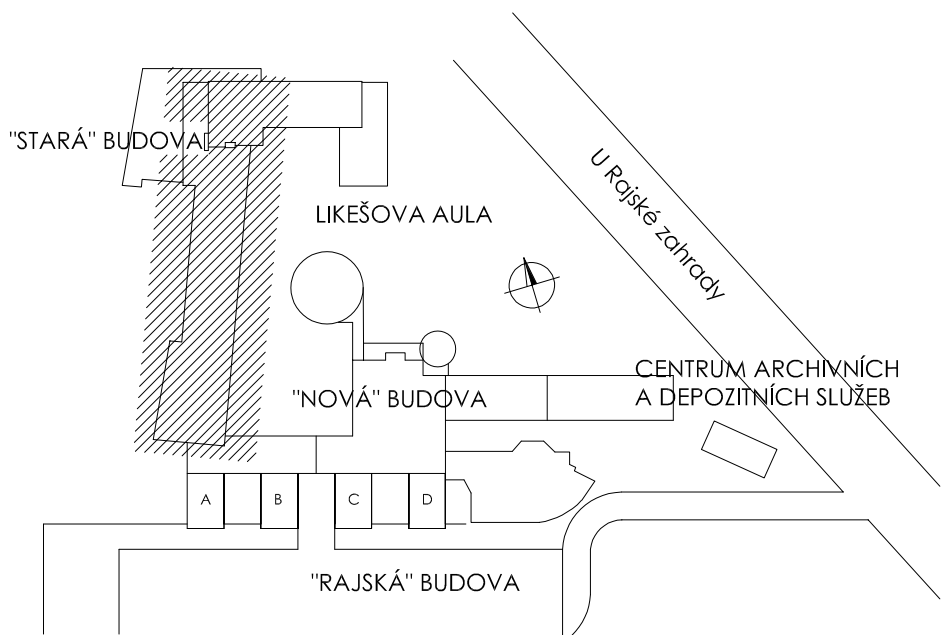 "STARÁ" BUDOVA
LIKEŠOVA AULA
U Rajské zahrady
CENTRUM ARCHIVNÍCH
A DEPOZITNÍCH SLUŽEB
"NOVÁ" BUDOVA
A
B
C
D
"RAJSKÁ" BUDOVA